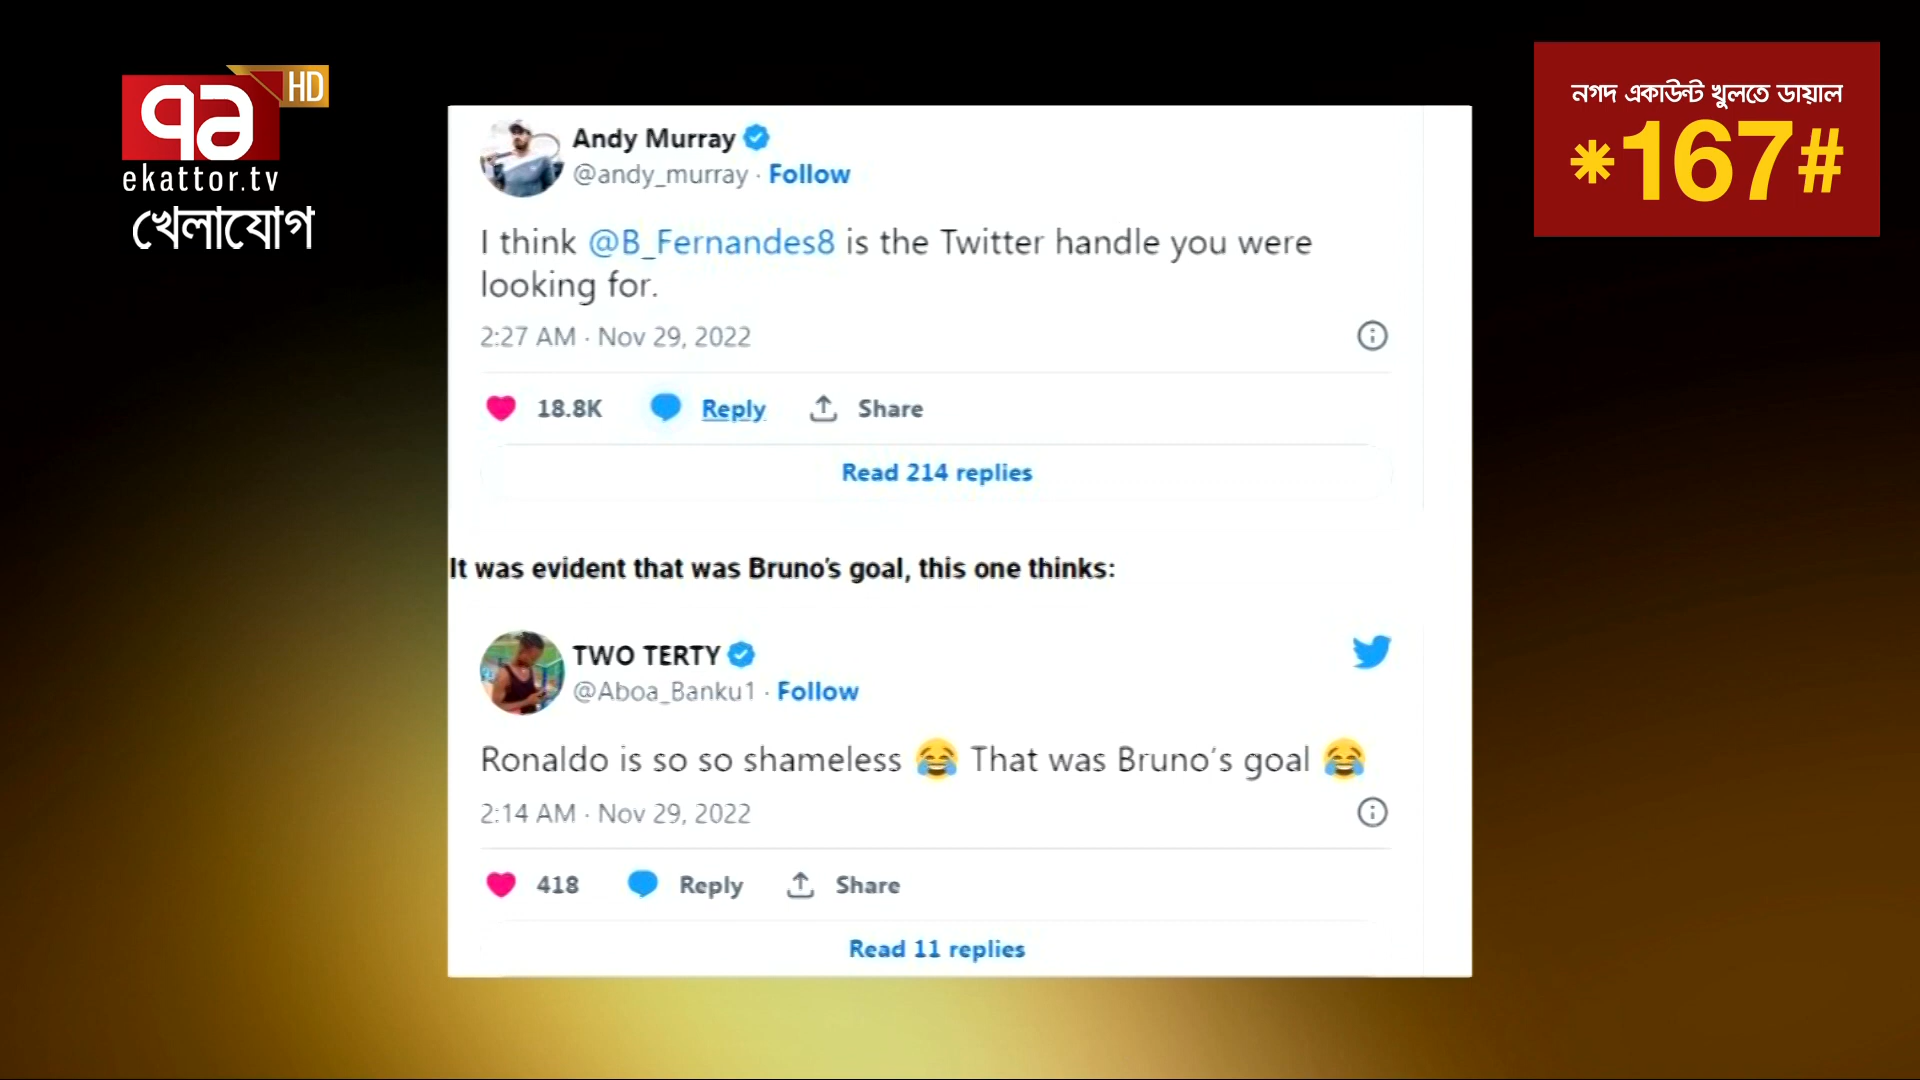 ৭১ HD
ekattor.tv
খেলাযোগ
নগদ একাউন্ট খুলতে ডায়াল
*167#
Andy Murray
@andy_murray · Follow
I think @B_Fernandes8 is the Twitter handle you were
looking for.
2:27 AM · Nov 29, 2022
18.8K Reply Share
Read 214 replies
It was evident that was Bruno's goal, this one thinks:
TWO TERTY
@Aboa_Banku1 · Follow
Ronaldo is so so shameless 😂 That was Bruno's goal 😂
2:14 AM · Nov 29, 2022
418 Reply Share
Read 11 replies